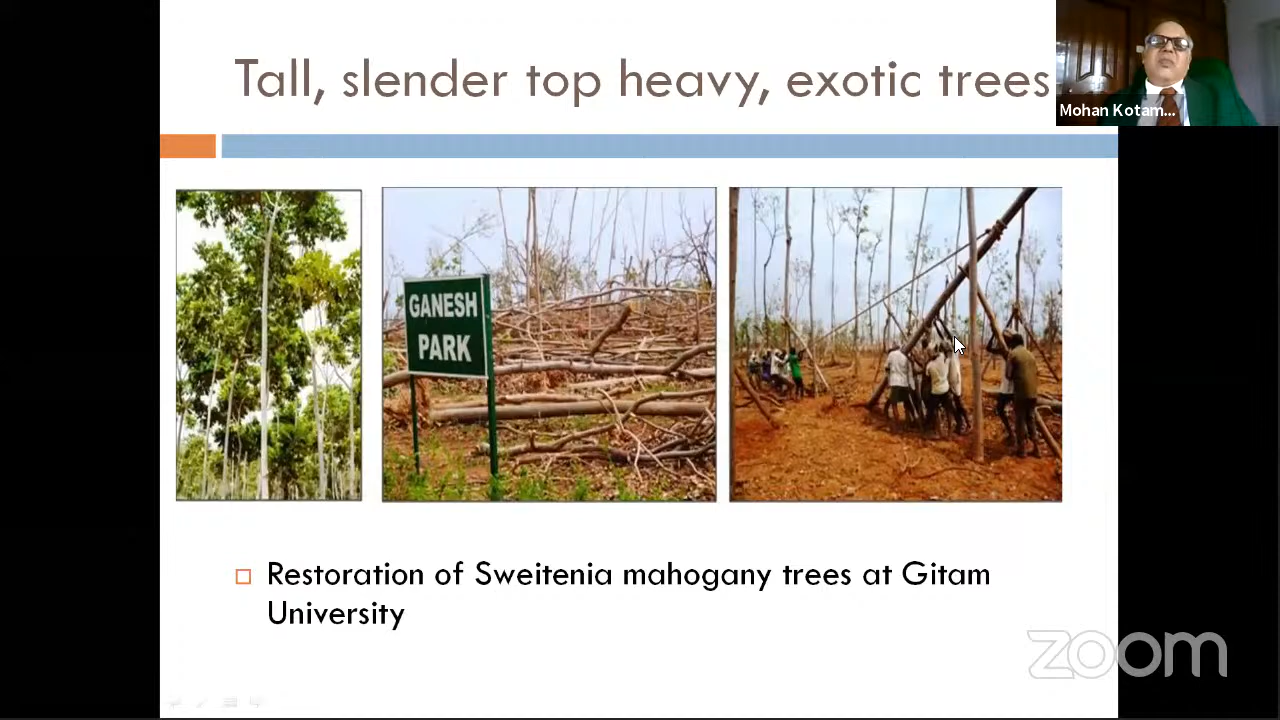 Tall, slender top heavy, exotic trees
Mohan Kotam...
GANESH
PARK
Restoration of Sweitenia mahogany trees at Gitam
University
zoom